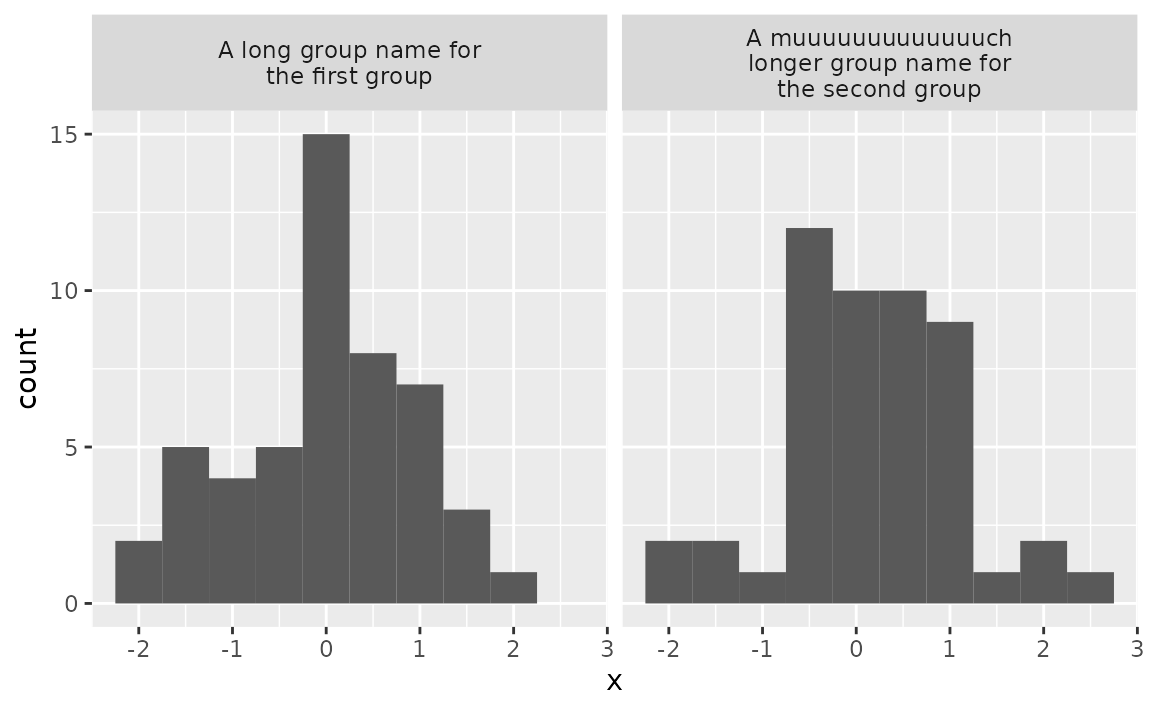 A long group name for
the first group
A muuuuuuuuuuuuuch
longer group name for
the second group
count
15
10
5
0
-2 -1 0 1 2 3
-2 -1 0 1 2 3
x